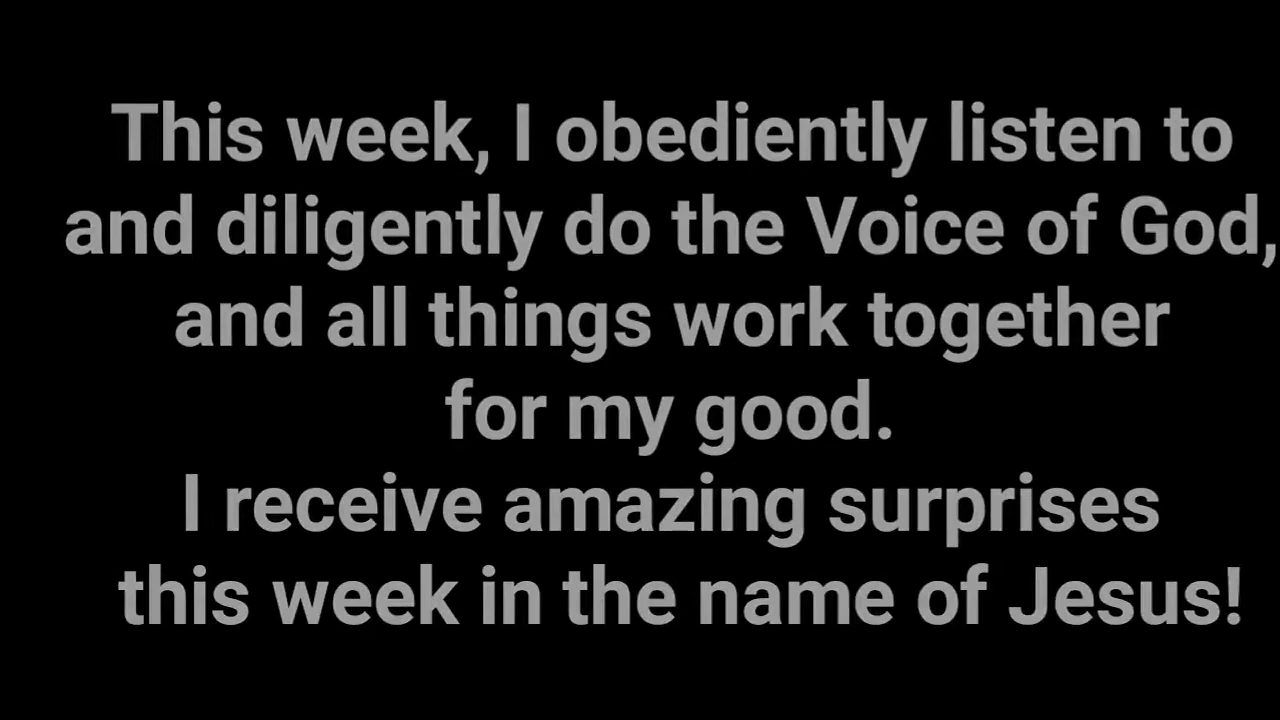 This week, I obediently listen to
and diligently do the Voice of God,
and all things work together
for my good.
I receive amazing surprises
this week in the name of Jesus!